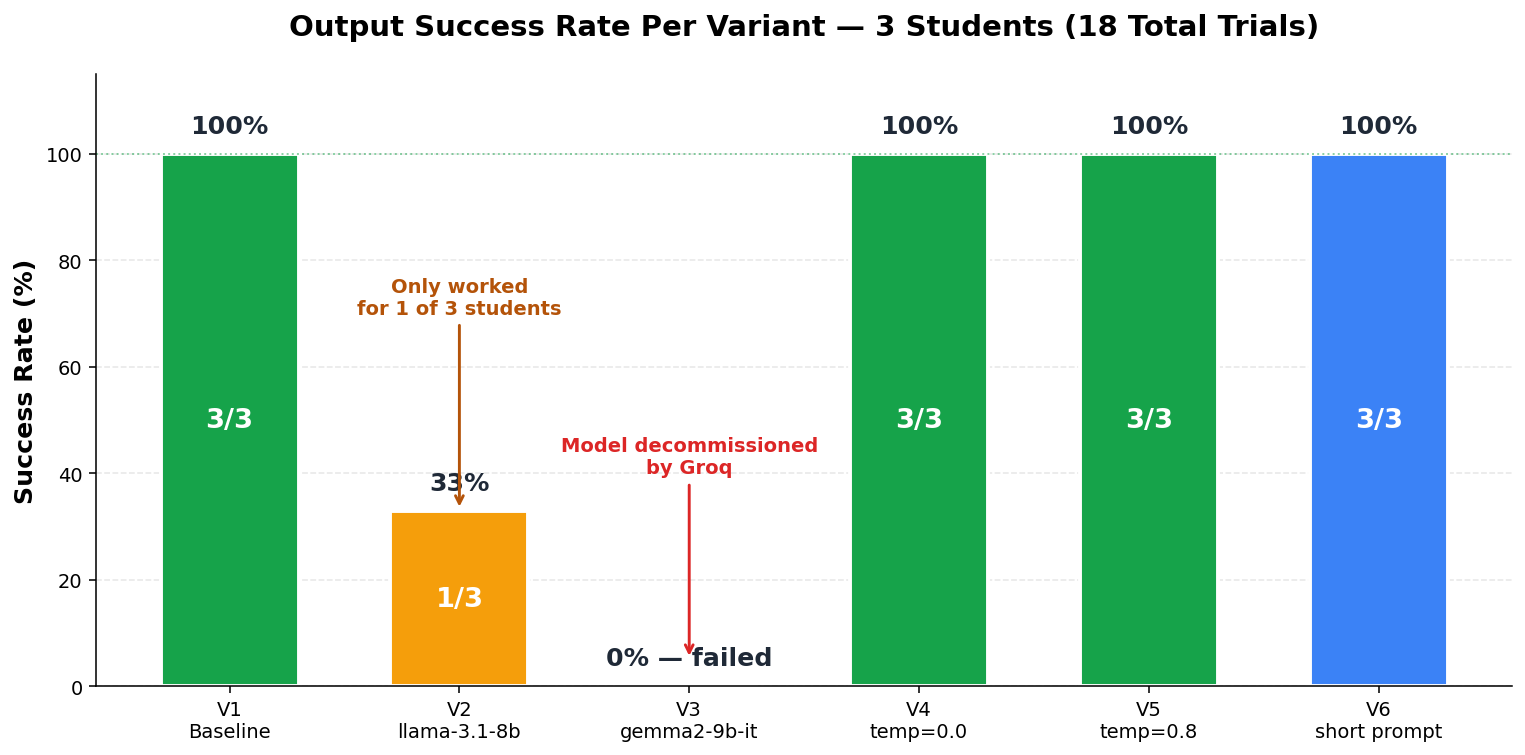 Output Success Rate Per Variant — 3 Students (18 Total Trials)
Success Rate (%)
100
80
60
40
20
0
100%
3/3
Only worked
for 1 of 3 students
33%
1/3
Model decommissioned
by Groq
0% — failed
100%
3/3
100%
3/3
100%
3/3
V1
Baseline
V2
llama-3.1-8b
V3
gemma2-9b-it
V4
temp=0.0
V5
temp=0.8
V6
short prompt